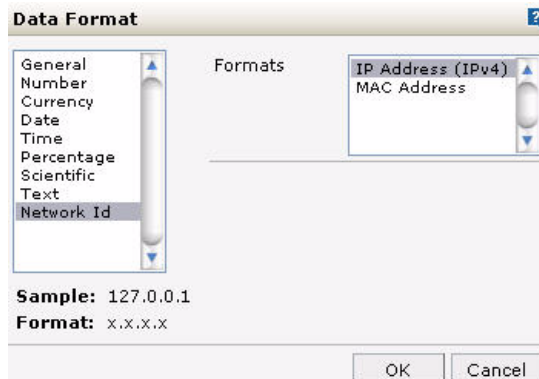 Data Format ?
General
Number
Currency
Date
Time
Percentage
Scientific
Text
Network Id
Formats
IP Address (IPv4)
MAC Address
Sample: 127.0.0.1
Format: x.x.x.x
OK Cancel